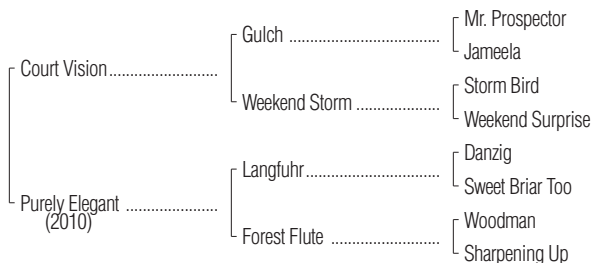 Mr. Prospector
Gulch ........................................
Jameela
Court Vision............................
Storm Bird
Weekend Storm ......................
Weekend Surprise
Danzig
Langfuhr....................................
Sweet Briar Too
Purely Elegant .......................
(2010)
Woodman
Forest Flute .............................
Sharpening Up